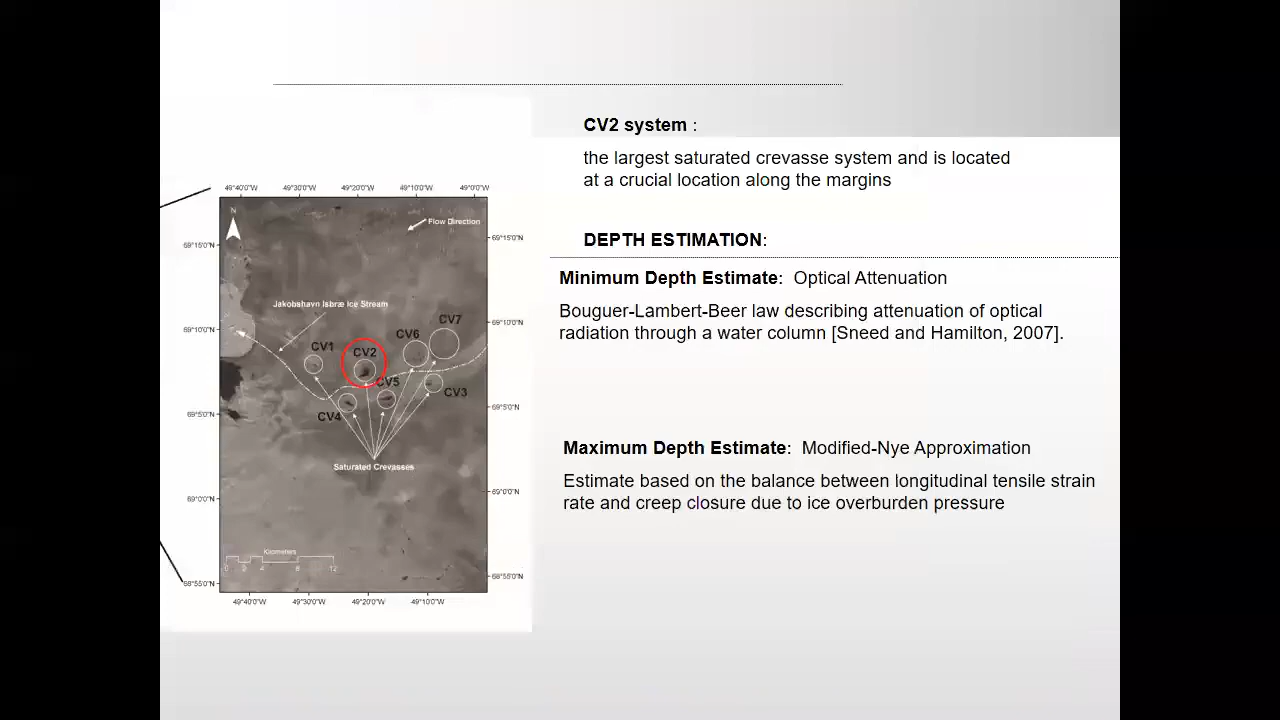 CV2 system :
the largest saturated crevasse system and is located
at a crucial location along the margins
DEPTH ESTIMATION:
Minimum Depth Estimate: Optical Attenuation
Bouguer-Lambert-Beer law describing attenuation of optical
radiation through a water column [Sneed and Hamilton, 2007].
Maximum Depth Estimate: Modified-Nye Approximation
Estimate based on the balance between longitudinal tensile strain
rate and creep closure due to ice overburden pressure
49°40'0"W 49°30'0"W 49°20'0"W 49°10'0"W 49°0'0"W
N
Flow Direction
69°15'0"N 69°15'0"N
Jakobshavn Isbræ Ice Stream
69°10'0"N 69°10'0"N
CV7
CV6
CV1 CV2
CV5
CV3
CV4
69°5'0"N 69°5'0"N
Saturated Crevasses
69°0'0"N 69°0'0"N
Kilometers
0 2 4 8 12
68°55'0"N 68°55'0"N
49°40'0"W 49°30'0"W 49°20'0"W 49°10'0"W